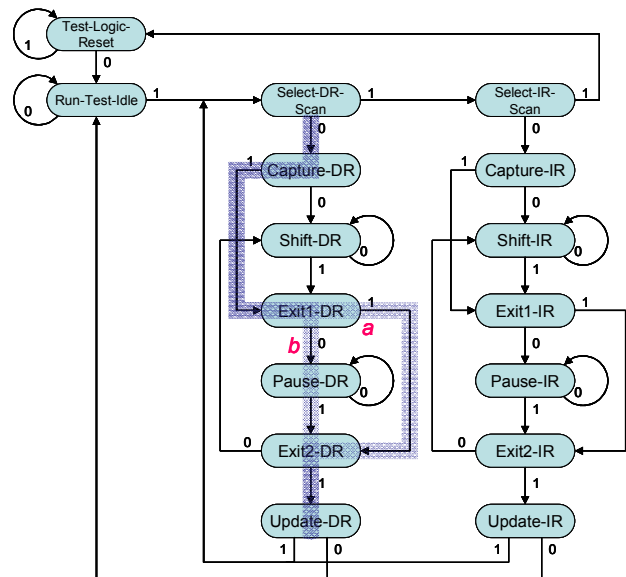 Test-Logic-
Reset
1
0
Run-Test-Idle
0
1
Select-DR-
Scan
1
0
Select-IR-
Scan
1
0
1
Capture-DR
0
1
Capture-IR
0
Shift-DR
0
1
Shift-IR
0
1
Exit1-DR
1
a
b
0
Exit1-IR
1
0
Pause-DR
0
1
Pause-IR
0
1
0
Exit2-DR
1
0
Exit2-IR
1
Update-DR
1
0
Update-IR
1
0